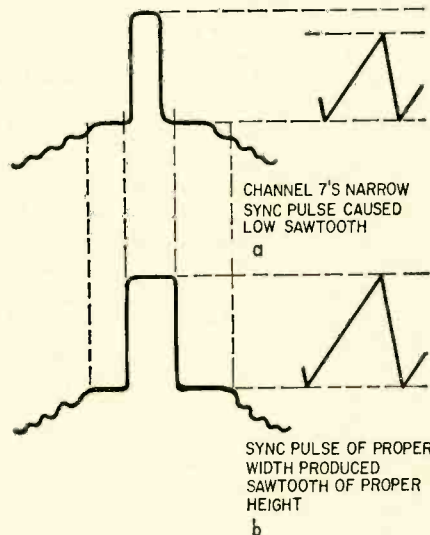 CHANNEL 7'S NARROW
SYNC PULSE CAUSED
LOW SAWTOOTH
a
SYNC PULSE OF PROPER
WIDTH PRODUCED
SAWTOOTH OF PROPER
HEIGHT
b